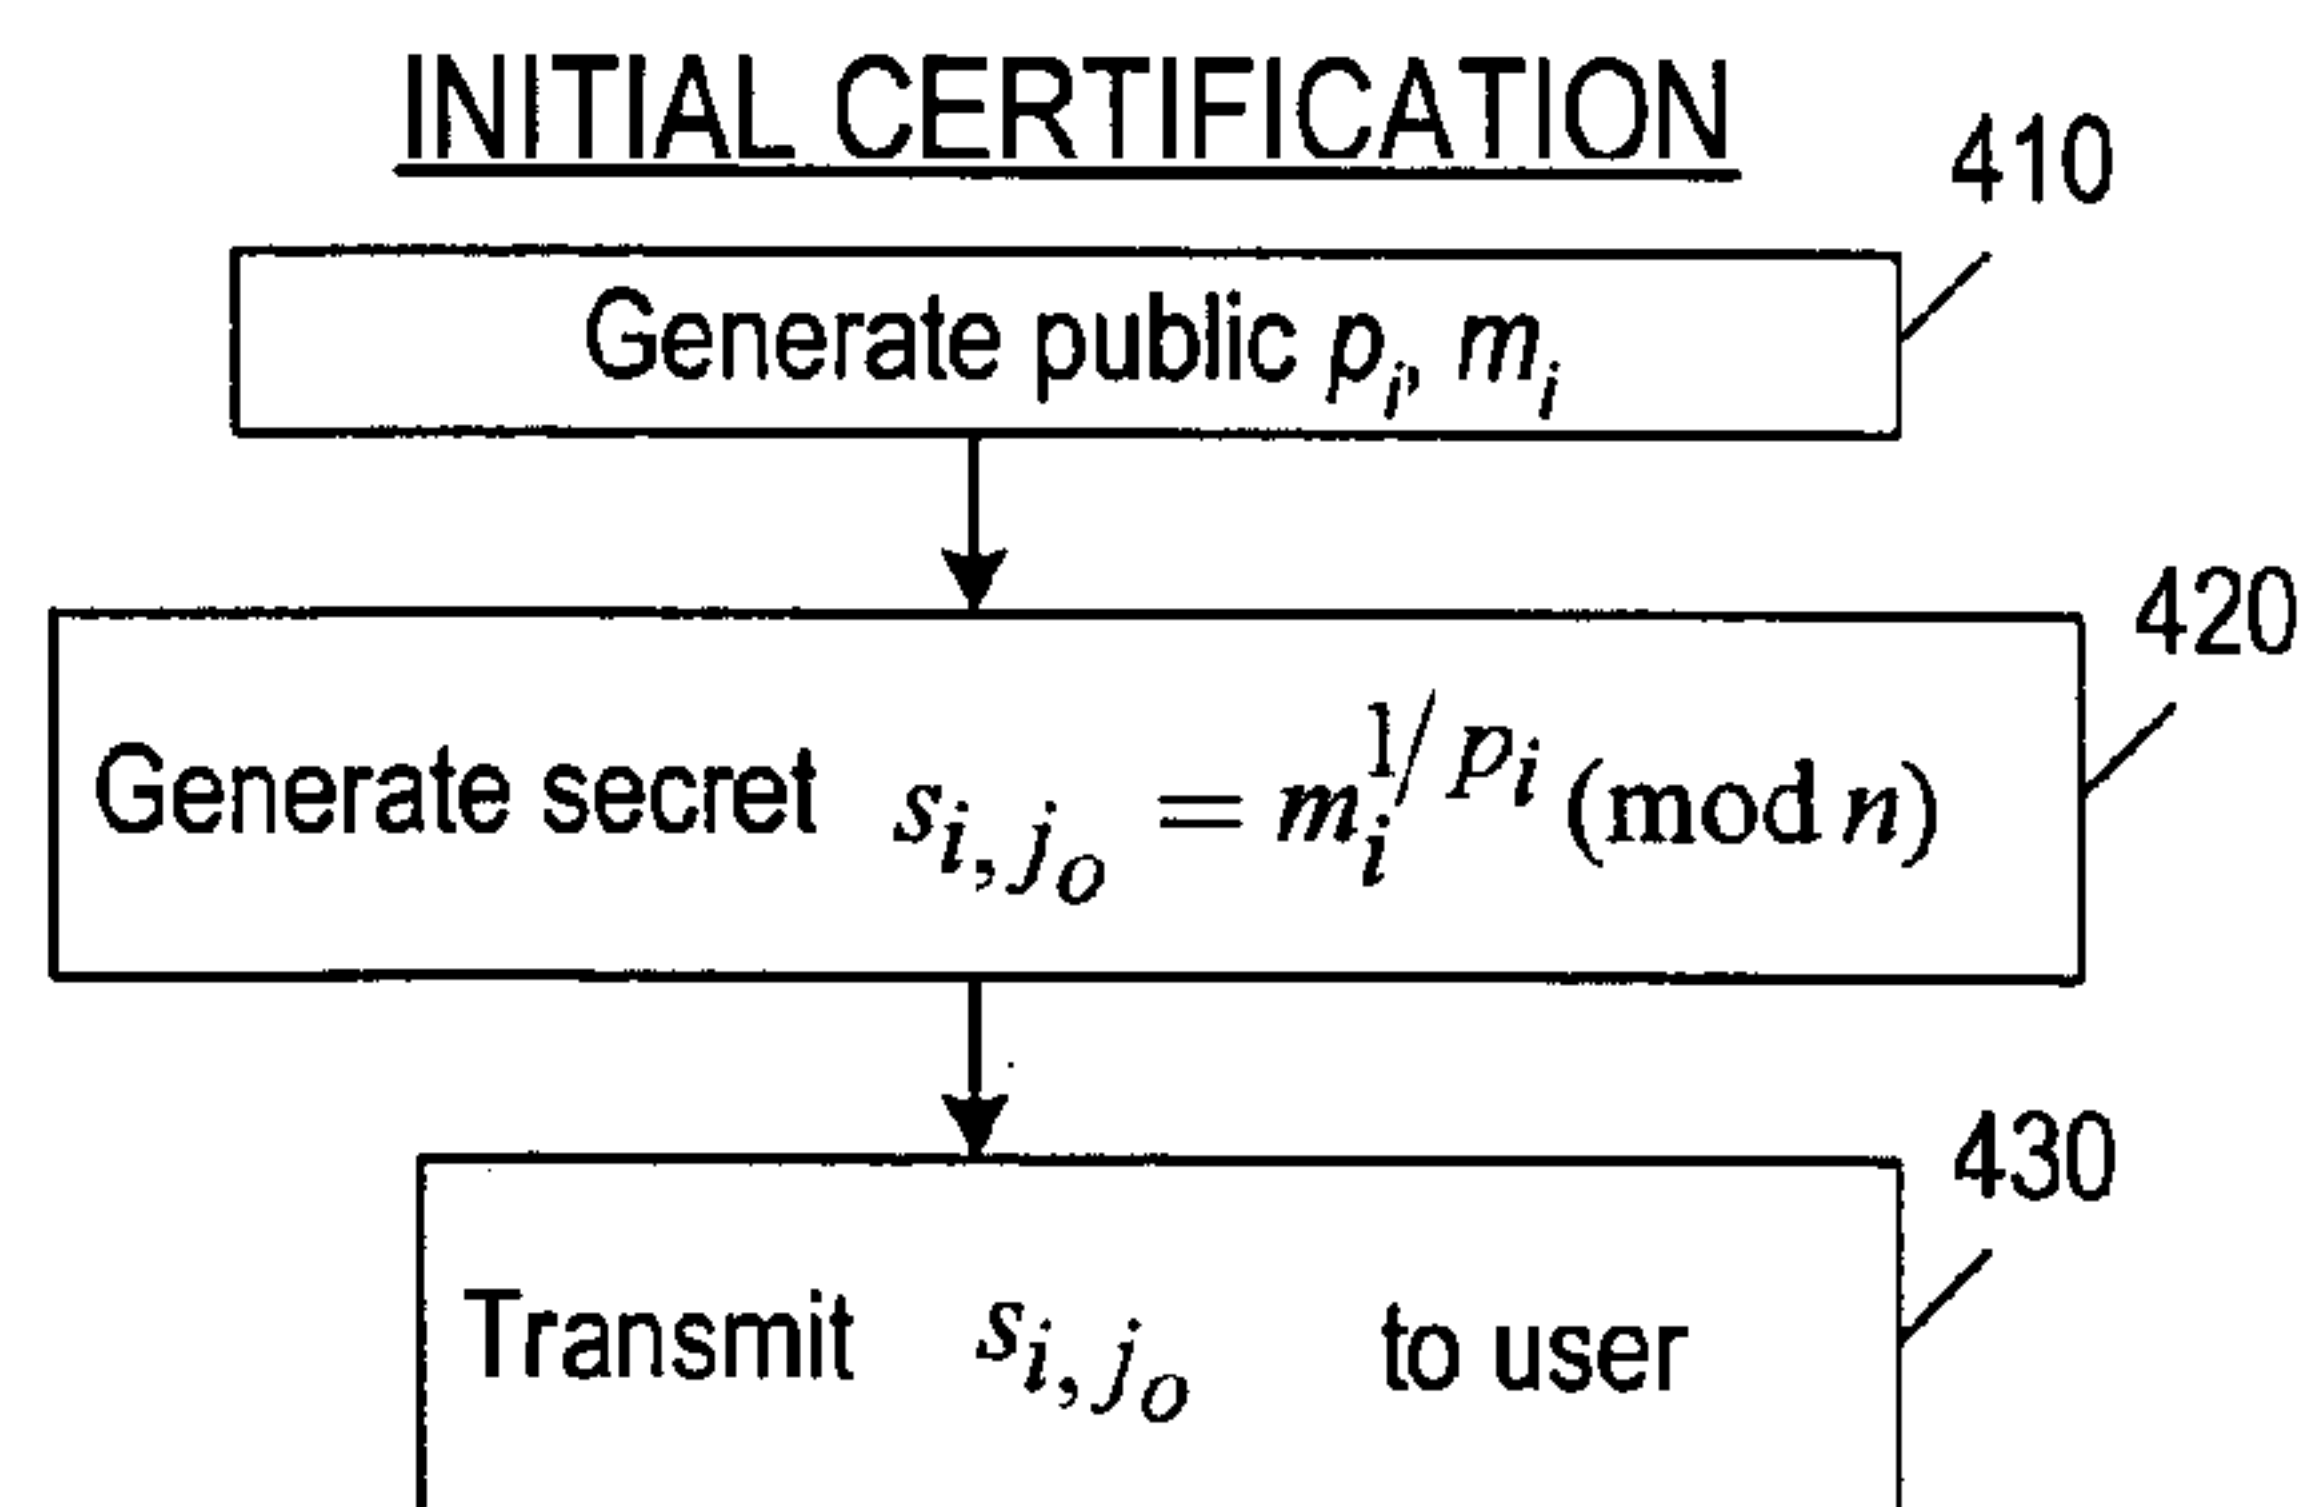 INITIAL CERTIFICATION
410
Generate public p_i, m_i
420
Generate secret s_{i,j_o} = m_i^{1/p_i} (mod n)
430
Transmit s_{i,j_o} to user